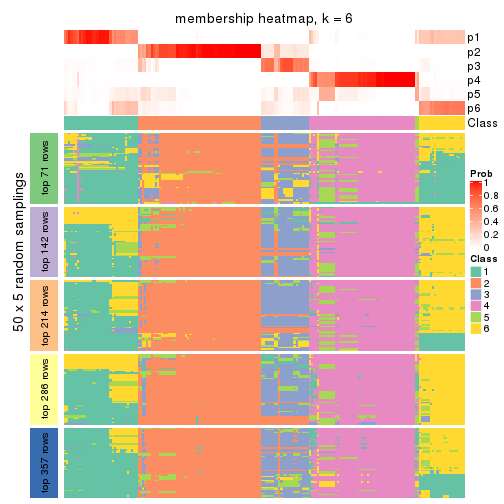 membership heatmap, k = 6
p1
p2
p3
p4
p5
p6
Class
50 x 5 random samplings
top 71 rows
top 142 rows
top 214 rows
top 286 rows
top 357 rows
Prob
1
0.8
0.6
0.4
0.2
0
Class
1
2
3
4
5
6